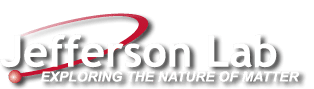 Jefferson Lab
EXPLORING THE NATURE OF MATTER